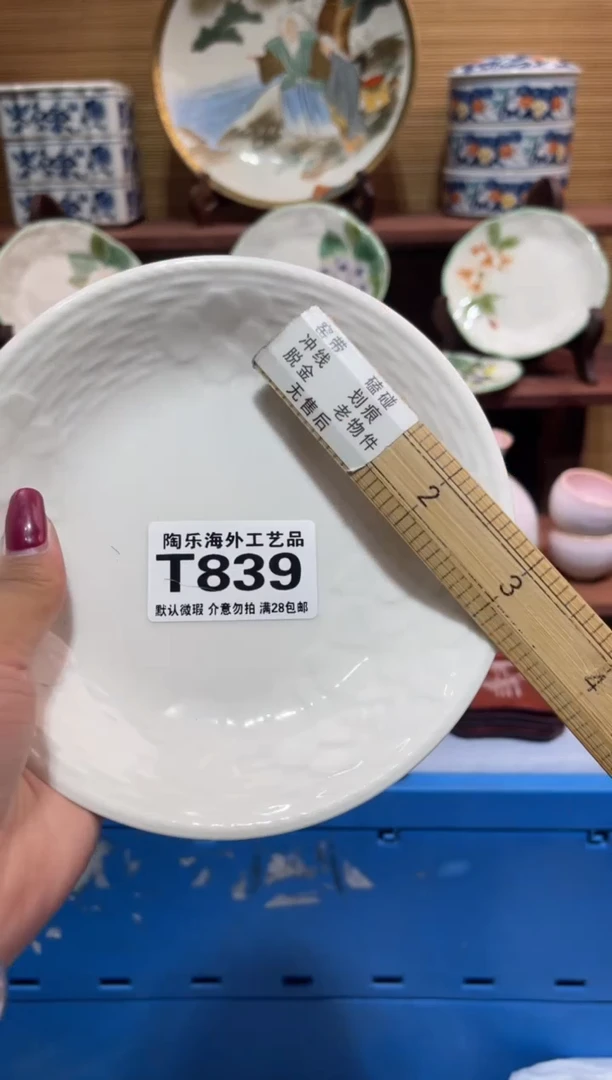 窑带 磕碰
冲线 划痕
脱金 老物件
无售后
2
3
4
陶乐海外工艺品
T839
默认微瑕 介意勿拍 满28包邮